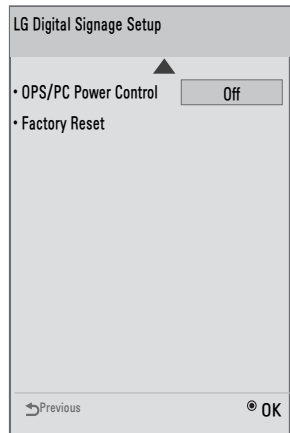 LG Digital Signage Setup
• OPS/PC Power Control Off
• Factory Reset
Previous OK